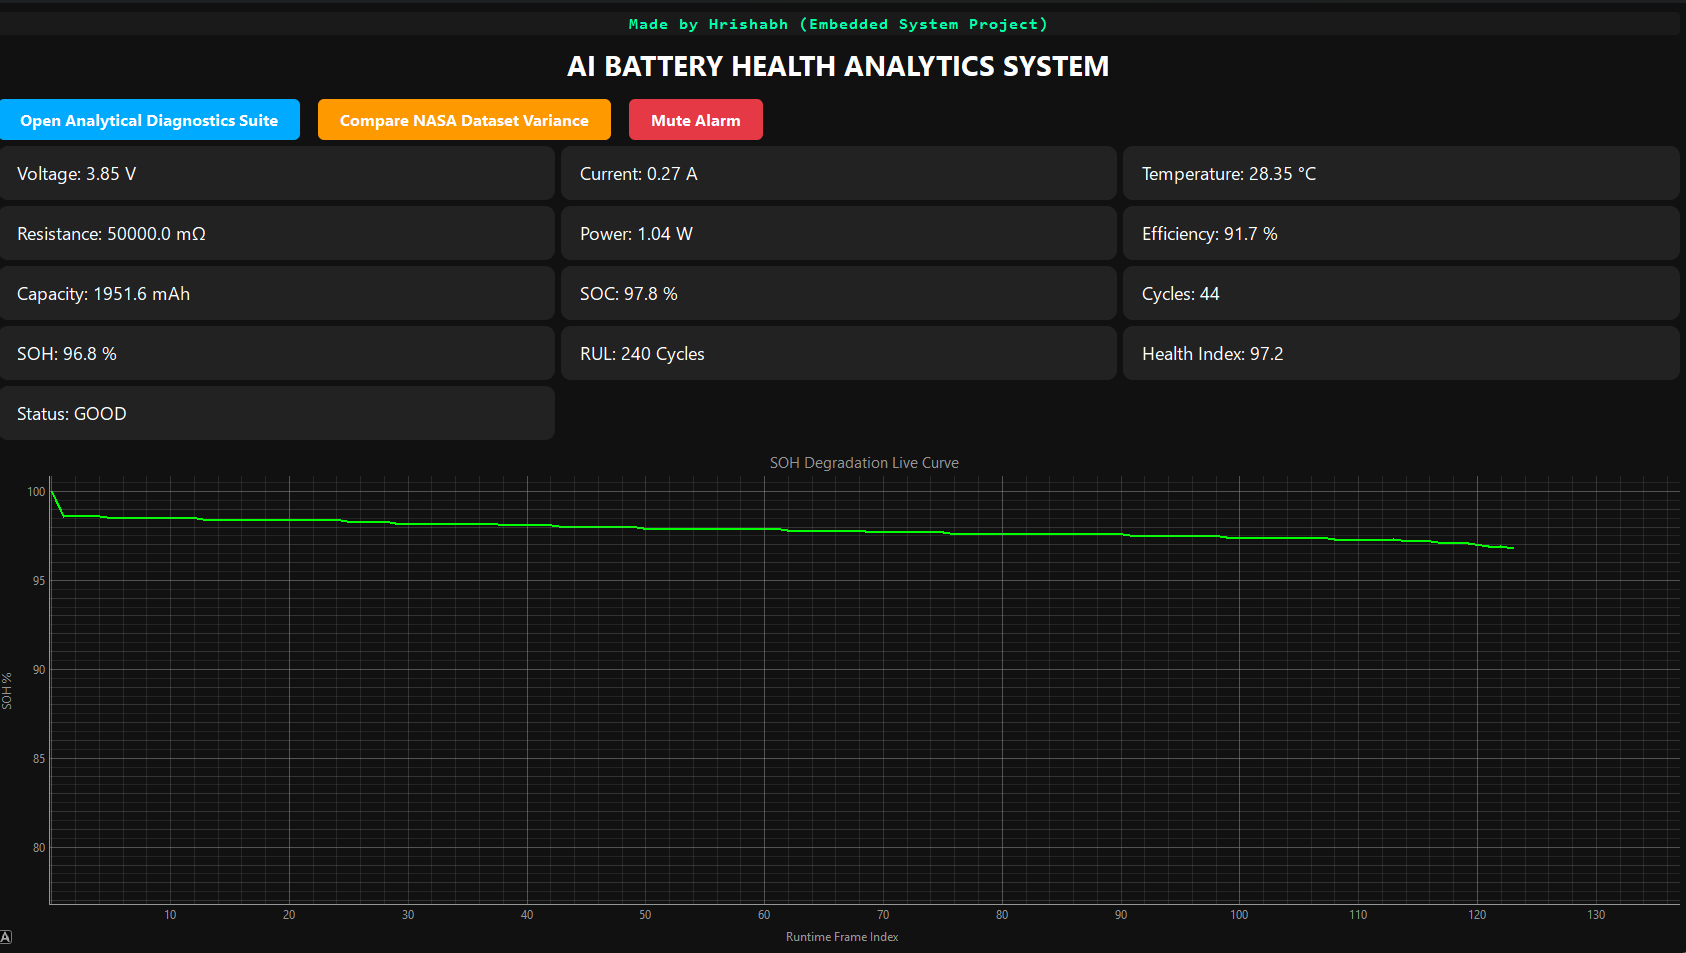 Made by Hrishabh (Embedded System Project)
AI BATTERY HEALTH ANALYTICS SYSTEM
Open Analytical Diagnostics Suite
Compare NASA Dataset Variance
Mute Alarm
Voltage: 3.85 V
Current: 0.27 A
Temperature: 28.35 °C
Resistance: 50000.0 mΩ
Power: 1.04 W
Efficiency: 91.7 %
Capacity: 1951.6 mAh
SOC: 97.8 %
Cycles: 44
SOH: 96.8 %
RUL: 240 Cycles
Health Index: 97.2
Status: GOOD
SOH Degradation Live Curve
100
95
90
85
80
SOH %
10 20 30 40 50 60 70 80 90 100 110 120 130
Runtime Frame Index
A